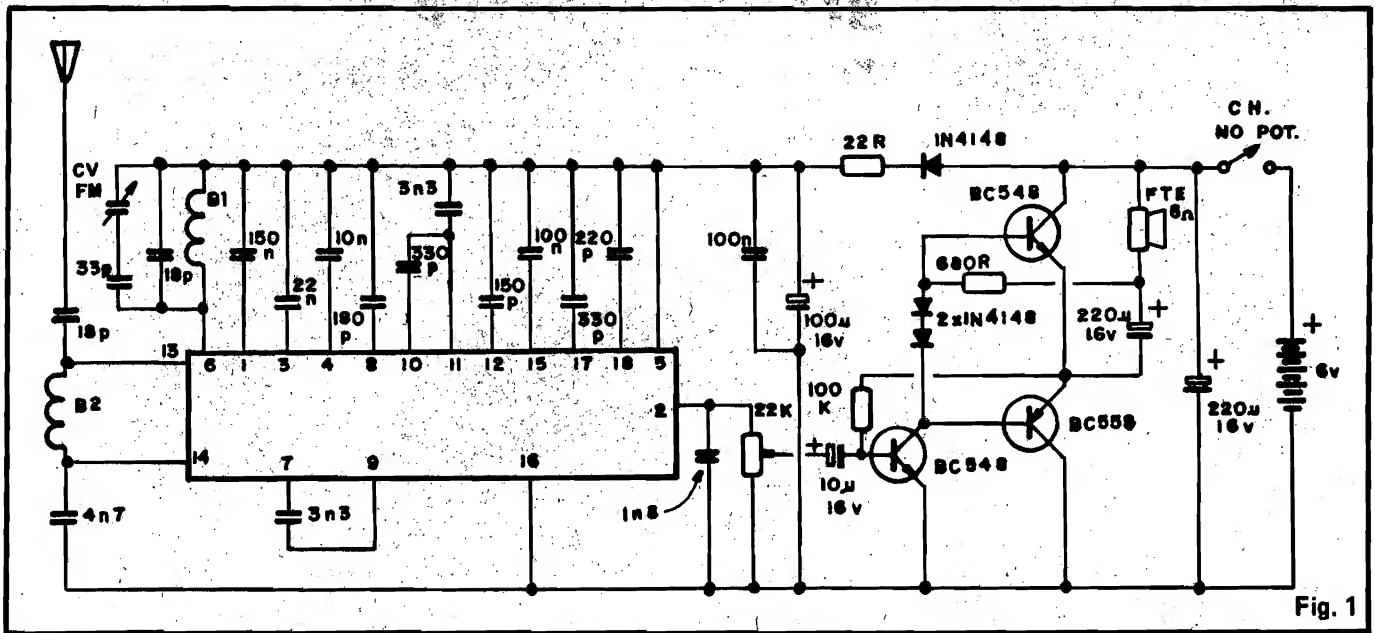 CH.
NO POT.
22R
1N4148
CV
FM
B1
3n3
BC548
FTE
8Ω
150
n
10n
330
p
100
n
220
p
100n
680R
33p
18p
22
n
180
p
150
p
330
p
100µ
16v
2x1N4148
220µ
16v
18p
13
6
1
3
4
8
10
11
12
15
17
18
5
B2
2
22K
100
K
220µ
16v
6v
BC558
14
7
9
16
10µ
16v
BC548
4n7
3n3
1n8
Fig. 1